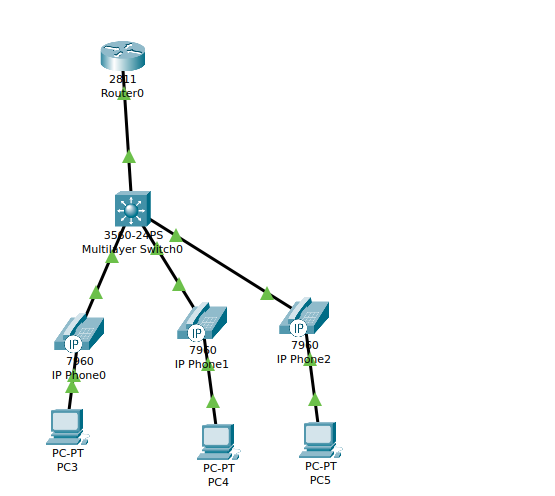 2811
Router0
3560-24PS
Multilayer Switch0
IP
7960
IP Phone0
IP
7960
IP Phone1
IP
7960
IP Phone2
PC-PT
PC3
PC-PT
PC4
PC-PT
PC5